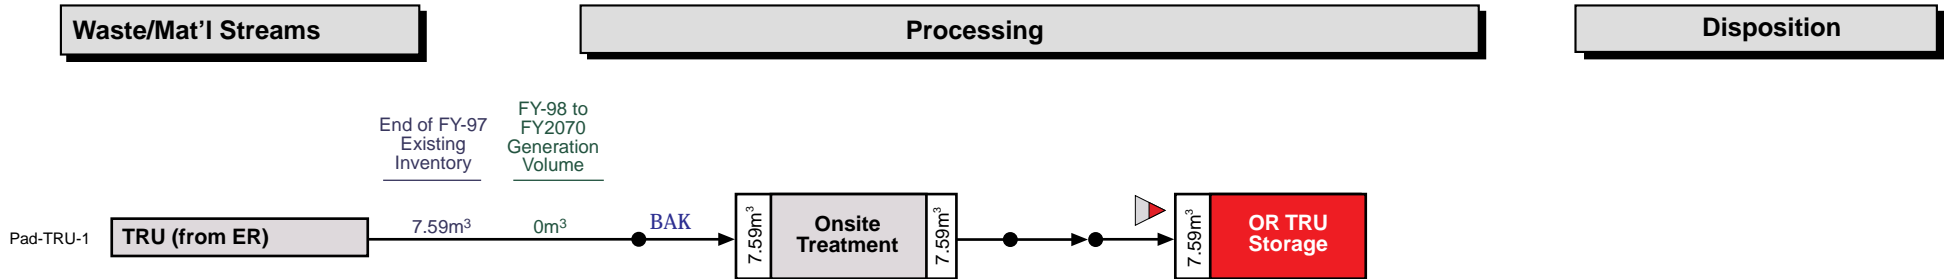 Waste/Mat'l Streams
Processing
Disposition
End of FY-97
Existing
Inventory
FY-98 to
FY2070
Generation
Volume
Pad-TRU-1
TRU (from ER)
7.59m³
0m³
BAK
7.59m³
Onsite
Treatment
7.59m³
7.59m³
OR TRU
Storage